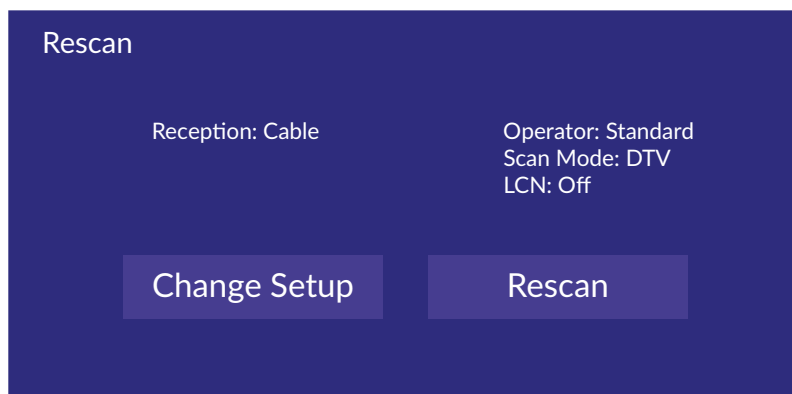 Rescan
Reception: Cable
Operator: Standard
Scan Mode: DTV
LCN: Off
Change Setup
Rescan